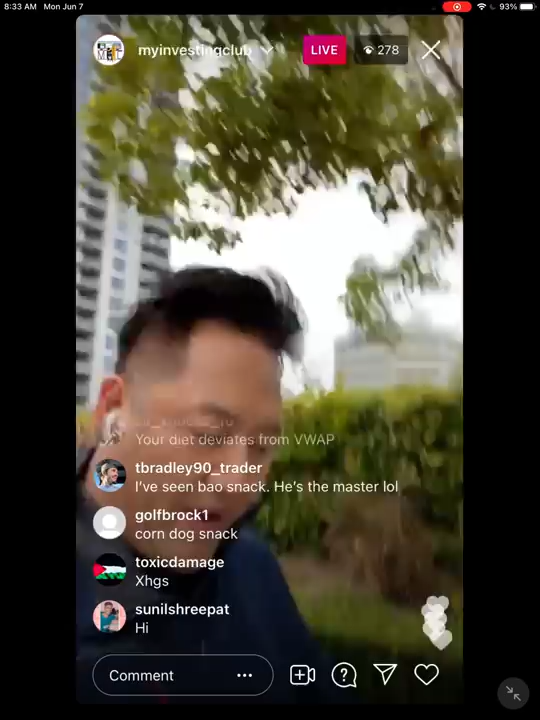 8:33 AM Mon Jun 7
93%
myinvestingclub
LIVE
278
Your diet deviates from VWAP
tbradley90_trader
I've seen bao snack. He's the master lol
golfbrock1
corn dog snack
toxicdamage
Xhgs
sunilshreepat
Hi
Comment